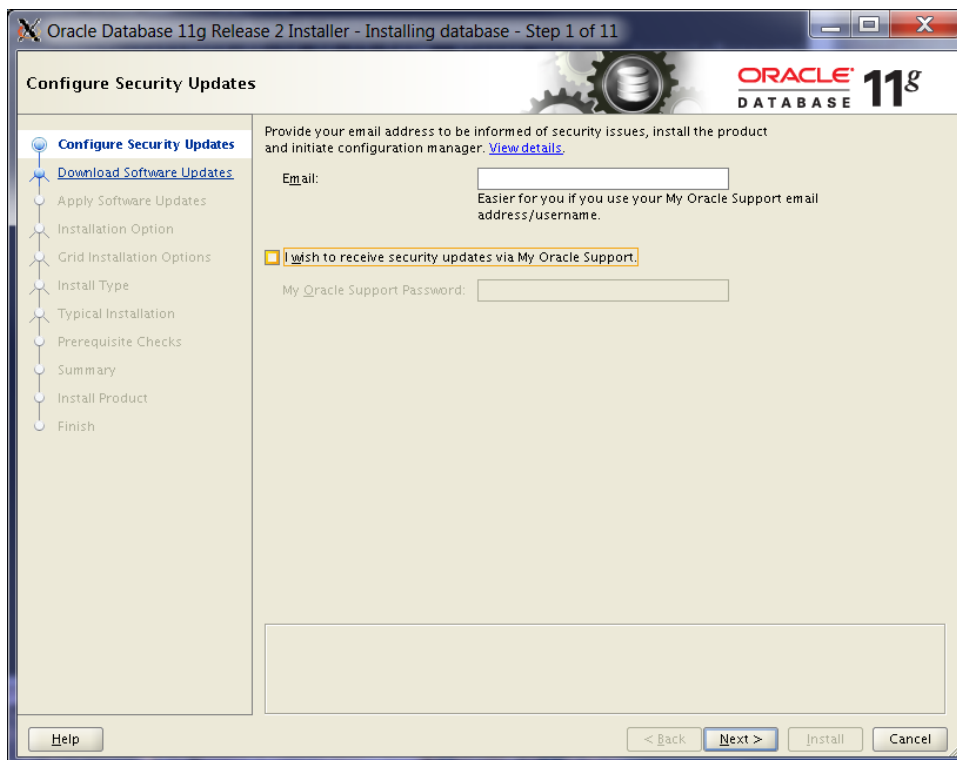 Oracle Database 11g Release 2 Installer - Installing database - Step 1 of 11
Configure Security Updates
ORACLE
DATABASE 11g
Configure Security Updates
Download Software Updates
Apply Software Updates
Installation Option
Grid Installation Options
Install Type
Typical Installation
Prerequisite Checks
Summary
Install Product
Finish
Provide your email address to be informed of security issues, install the product
and initiate configuration manager. View details.
Email:
Easier for you if you use your My Oracle Support email
address/username.
I wish to receive security updates via My Oracle Support.
My Oracle Support Password:
Help
< Back
Next >
Install
Cancel